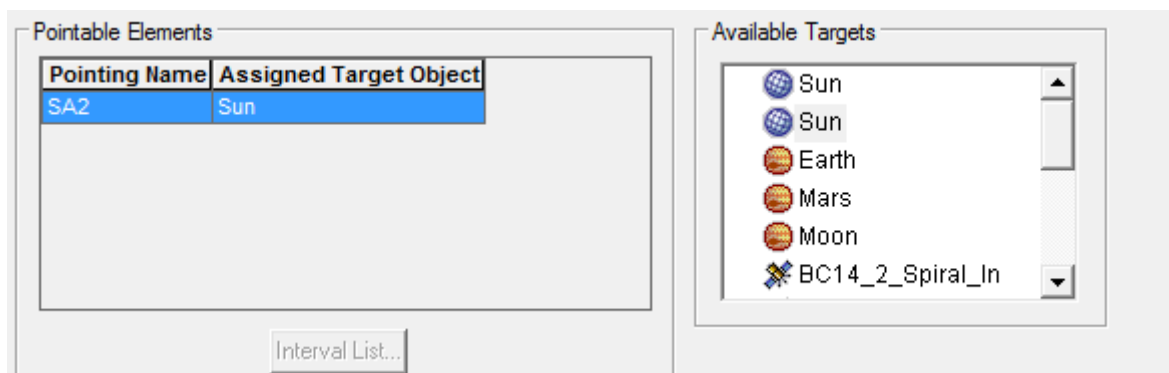 Pointable Elements
Pointing Name Assigned Target Object
SA2 Sun
Interval List...
Available Targets
Sun
Sun
Earth
Mars
Moon
BC14_2_Spiral_In